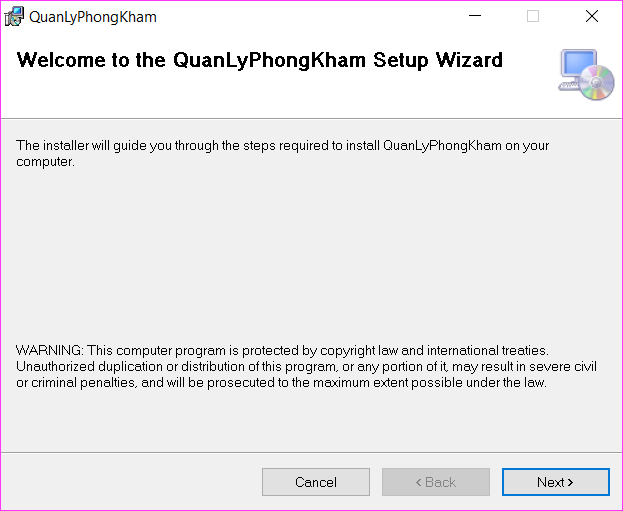 QuanLyPhongKham
Welcome to the QuanLyPhongKham Setup Wizard
The installer will guide you through the steps required to install QuanLyPhongKham on your
computer.
WARNING: This computer program is protected by copyright law and international treaties.
Unauthorized duplication or distribution of this program, or any portion of it, may result in severe civil
or criminal penalties, and will be prosecuted to the maximum extent possible under the law.
Cancel < Back Next >